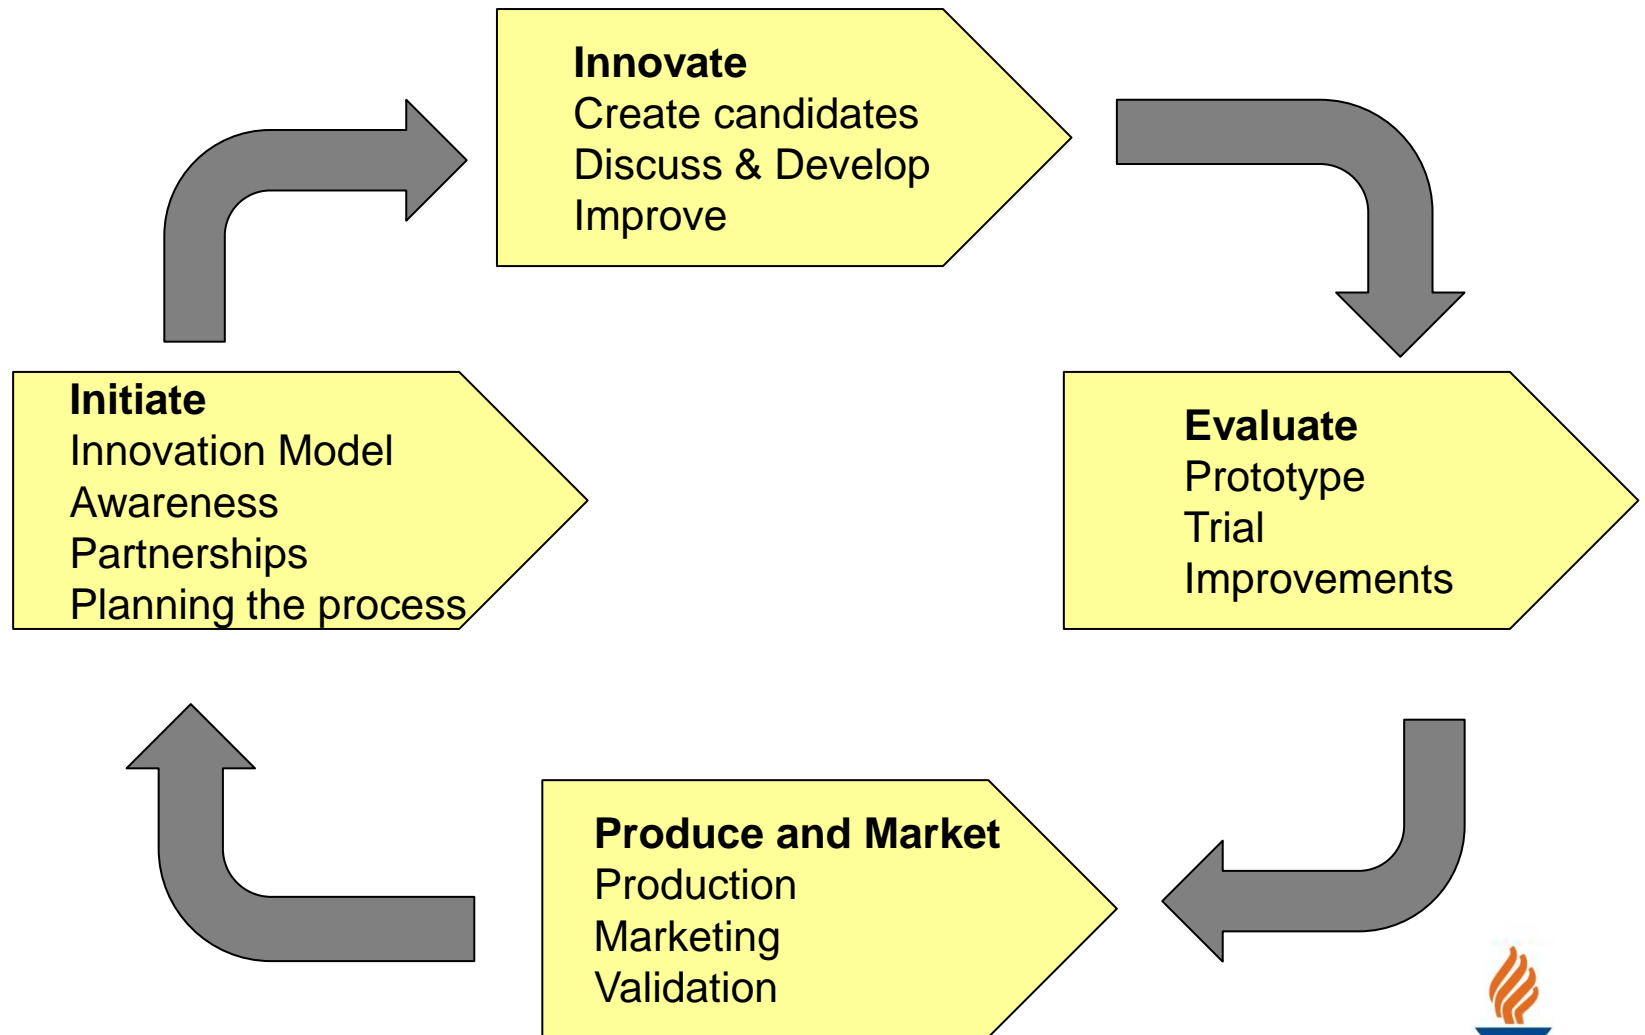 Innovate
Create candidates
Discuss & Develop
Improve
Initiate
Innovation Model
Awareness
Partnerships
Planning the process
Evaluate
Prototype
Trial
Improvements
Produce and Market
Production
Marketing
Validation